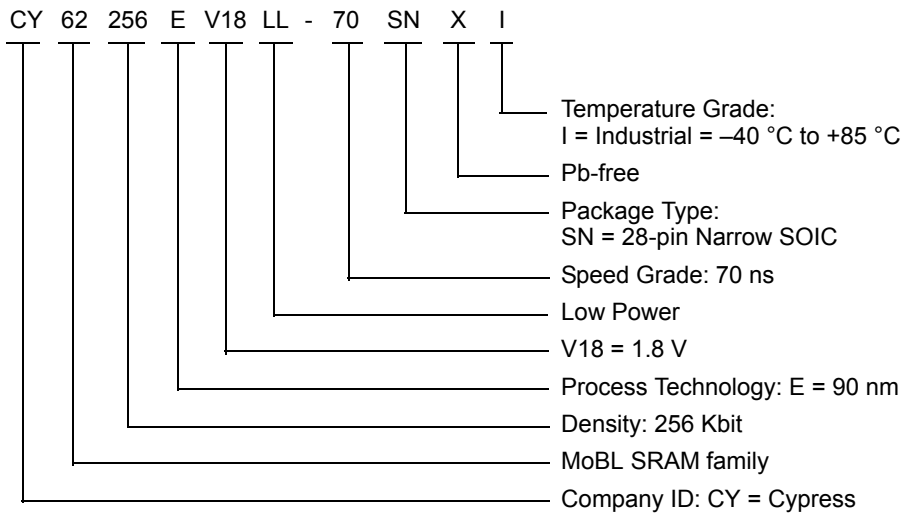 CY 62 256 E V18 LL - 70 SN X I
Temperature Grade:
I = Industrial = –40 °C to +85 °C
Pb-free
Package Type:
SN = 28-pin Narrow SOIC
Speed Grade: 70 ns
Low Power
V18 = 1.8 V
Process Technology: E = 90 nm
Density: 256 Kbit
MoBL SRAM family
Company ID: CY = Cypress